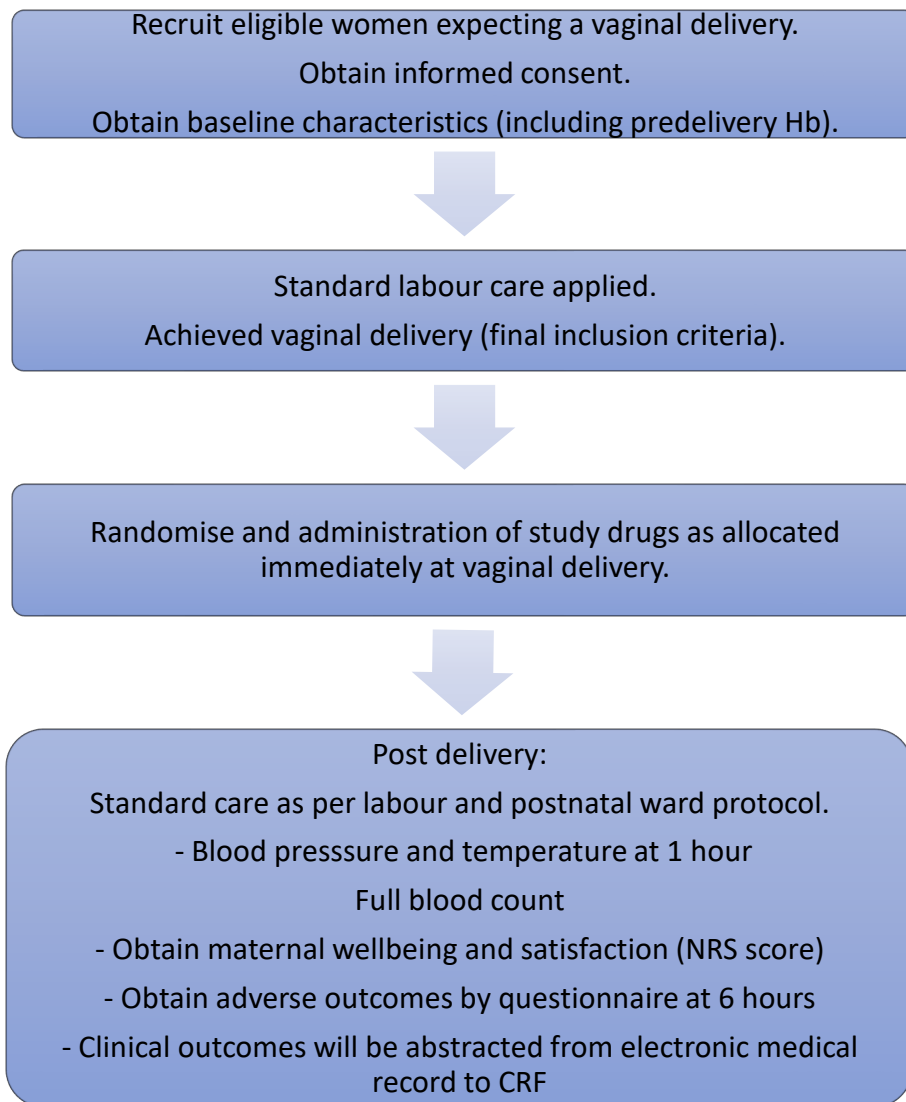 Recruit eligible women expecting a vaginal delivery.
Obtain informed consent.
Obtain baseline characteristics (including predelivery Hb).
Standard labour care applied.
Achieved vaginal delivery (final inclusion criteria).
Randomise and administration of study drugs as allocated
immediately at vaginal delivery.
Post delivery:
Standard care as per labour and postnatal ward protocol.
- Blood presssure and temperature at 1 hour
Full blood count
- Obtain maternal wellbeing and satisfaction (NRS score)
- Obtain adverse outcomes by questionnaire at 6 hours
- Clinical outcomes will be abstracted from electronic medical
record to CRF